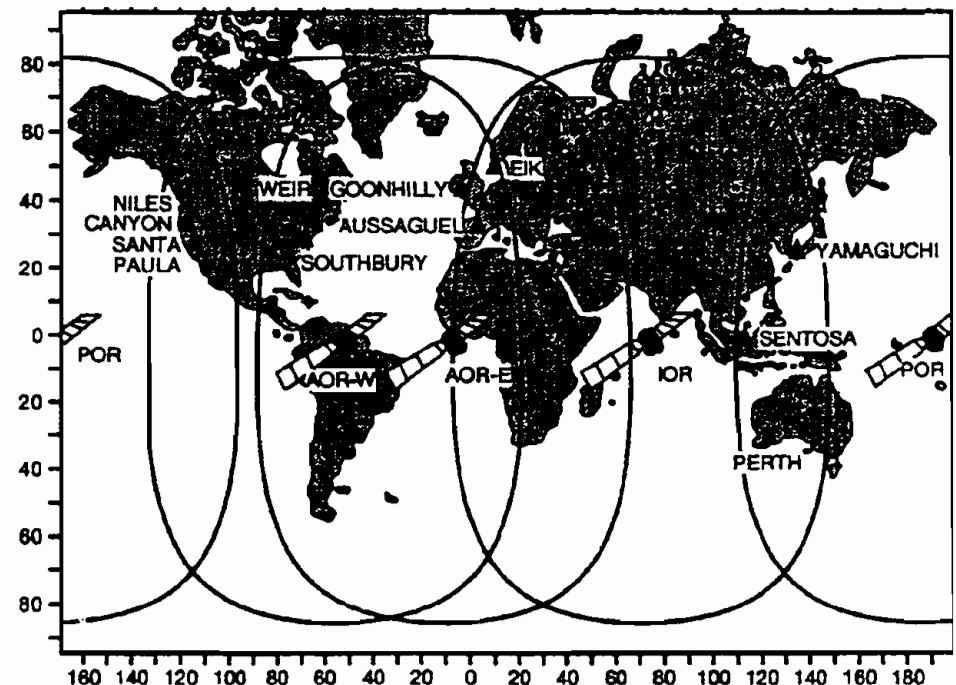 80
60
40
20
0
20
40
60
80
NILES
CANYON
SANTA
PAULA
WEIR
GOONHILLY
EIK
AUSSAGUEL
SOUTHBURY
YAMAGUCHI
SENTOSA
POR
AOR-W
AOR-E
IOR
POR
PERTH
160 140 120 100 80 60 40 20 0 20 40 60 80 100 120 140 160 180